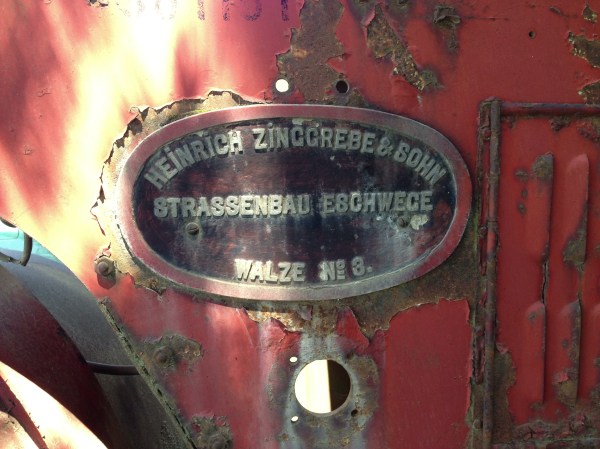 HEINRICH ZINGGREBE & SOHN
STRASSENBAU ESCHWEGE
WALZE No 3.